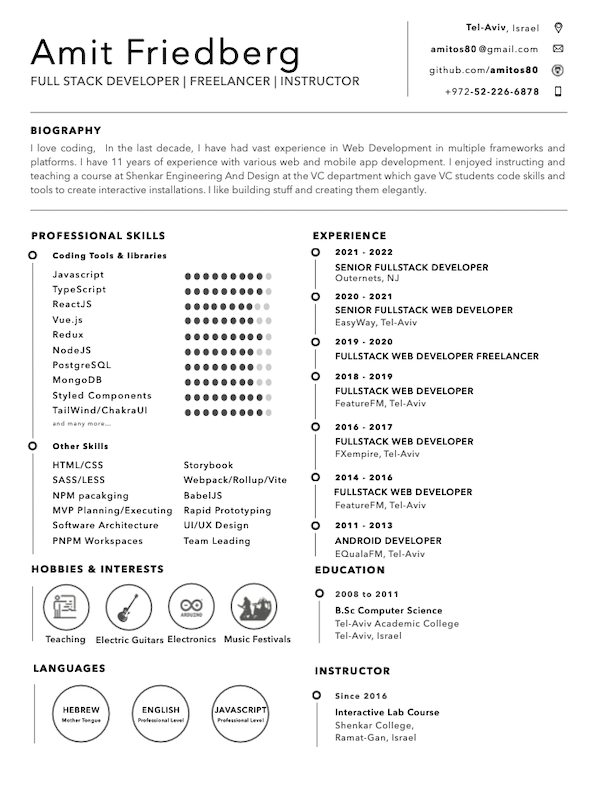 Amit Friedberg
FULL STACK DEVELOPER | FREELANCER | INSTRUCTOR
Tel-Aviv, Israel
amitos80@gmail.com
github.com/amitos80
+972-52-226-6878
BIOGRAPHY
I love coding, In the last decade, I have had vast experience in Web Development in multiple frameworks and
platforms. I have 11 years of experience with various web and mobile app development. I enjoyed instructing and
teaching a course at Shenkar Engineering And Design at the VC department which gave VC students code skills and
tools to create interactive installations. I like building stuff and creating them elegantly.
PROFESSIONAL SKILLS
Coding Tools & libraries
Javascript
TypeScript
ReactJS
Vue.js
Redux
NodeJS
PostgreSQL
MongoDB
Styled Components
TailWind/ChakraUI
and many more...
Other Skills
HTML/CSS
SASS/LESS
NPM pacakging
MVP Planning/Executing
Software Architecture
PNPM Workspaces
Storybook
Webpack/Rollup/Vite
BabelJS
Rapid Prototyping
UI/UX Design
Team Leading
HOBBIES & INTERESTS
ARDUINO
Teaching
Electric Guitars
Electronics
Music Festivals
LANGUAGES
HEBREW
Mother Tongue
ENGLISH
Professional Level
JAVASCRIPT
Professional Level
EXPERIENCE
2021 - 2022
SENIOR FULLSTACK DEVELOPER
Outernets, NJ
2020 - 2021
SENIOR FULLSTACK WEB DEVELOPER
EasyWay, Tel-Aviv
2019 - 2020
FULLSTACK WEB DEVELOPER FREELANCER
2018 - 2019
FULLSTACK WEB DEVELOPER
FeatureFM, Tel-Aviv
2016 - 2017
FULLSTACK WEB DEVELOPER
FXempire, Tel-Aviv
2014 - 2016
FULLSTACK WEB DEVELOPER
FeatureFM, Tel-Aviv
2011 - 2013
ANDROID DEVELOPER
EQualaFM, Tel-Aviv
EDUCATION
2008 to 2011
B.Sc Computer Science
Tel-Aviv Academic College
Tel-Aviv, Israel
INSTRUCTOR
Since 2016
Interactive Lab Course
Shenkar College,
Ramat-Gan, Israel